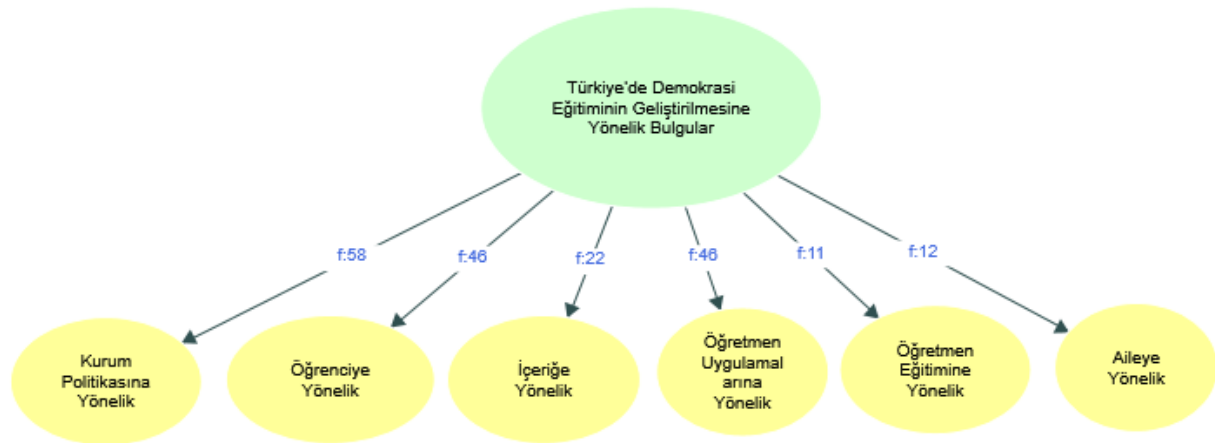 Türkiye'de Demokrasi
Eğitiminin Geliştirilmesine
Yönelik Bulgular
f:58
f:46
f:22
f:46
f:11
f:12
Kurum
Politikasına
Yönelik
Öğrenciye
Yönelik
İçeriğe
Yönelik
Öğretmen
Uygulamal
arına
Yönelik
Öğretmen
Eğitimine
Yönelik
Aileye
Yönelik